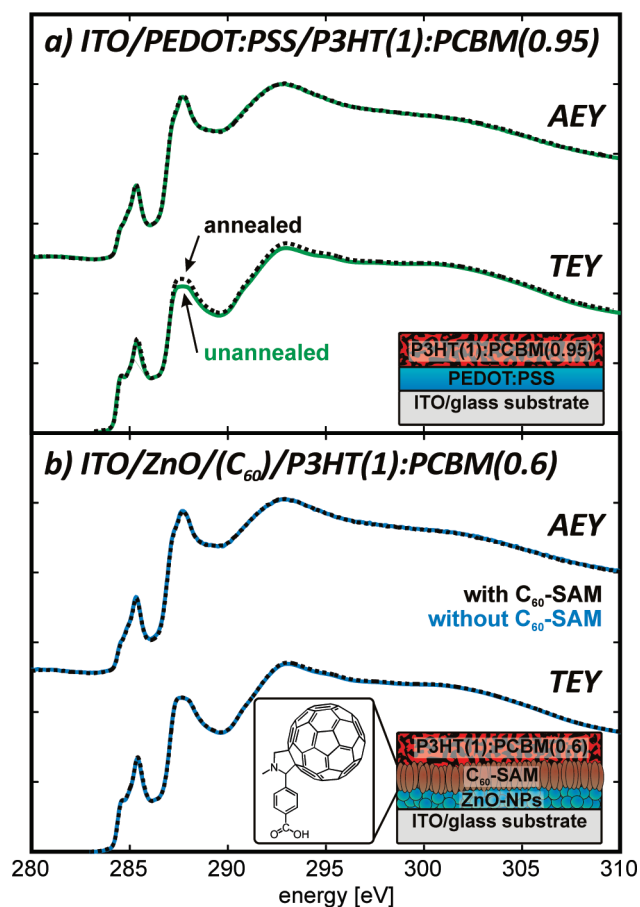 a) ITO/PEDOT:PSS/P3HT(1):PCBM(0.95)
AEY
annealed
TEY
unannealed
P3HT(1):PCBM(0.95)
PEDOT:PSS
ITO/glass substrate
b) ITO/ZnO/(C₆₀)/P3HT(1):PCBM(0.6)
AEY
with C₆₀-SAM
without C₆₀-SAM
TEY
P3HT(1):PCBM(0.6)
C₆₀-SAM
ZnO-NPs
ITO/glass substrate
N
C
O
OH
280 285 290 295 300 305 310
energy [eV]